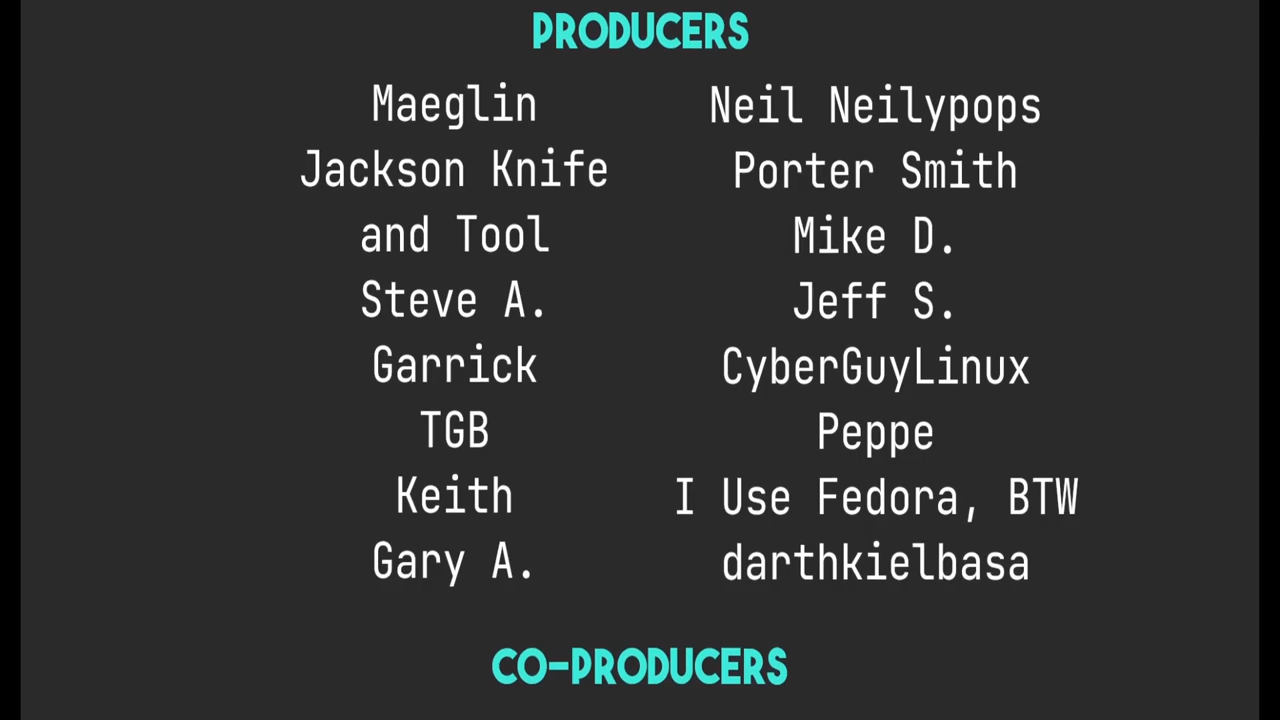 PRODUCERS
Maeglin
Jackson Knife
and Tool
Steve A.
Garrick
TGB
Keith
Gary A.
Neil Neilypops
Porter Smith
Mike D.
Jeff S.
CyberGuyLinux
Peppe
I Use Fedora, BTW
darthkielbasa
CO-PRODUCERS